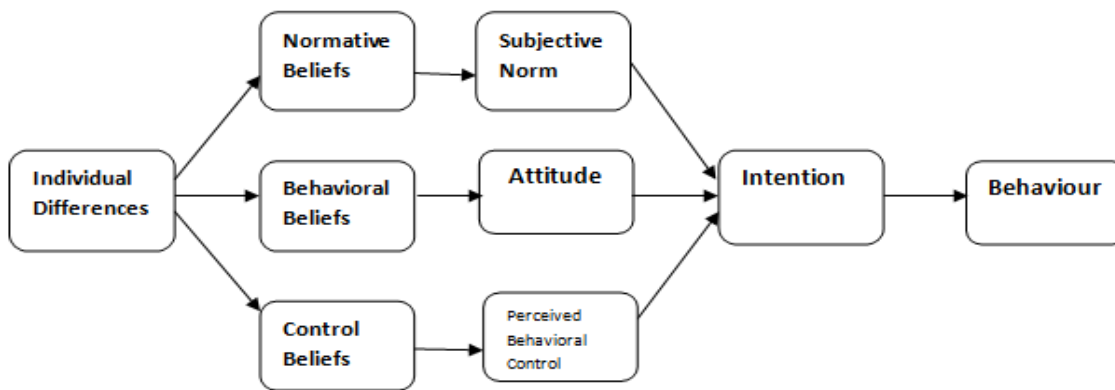 Normative
Beliefs
Subjective
Norm
Individual
Differences
Behavioral
Beliefs
Attitude
Intention
Behaviour
Control
Beliefs
Perceived
Behavioral
Control